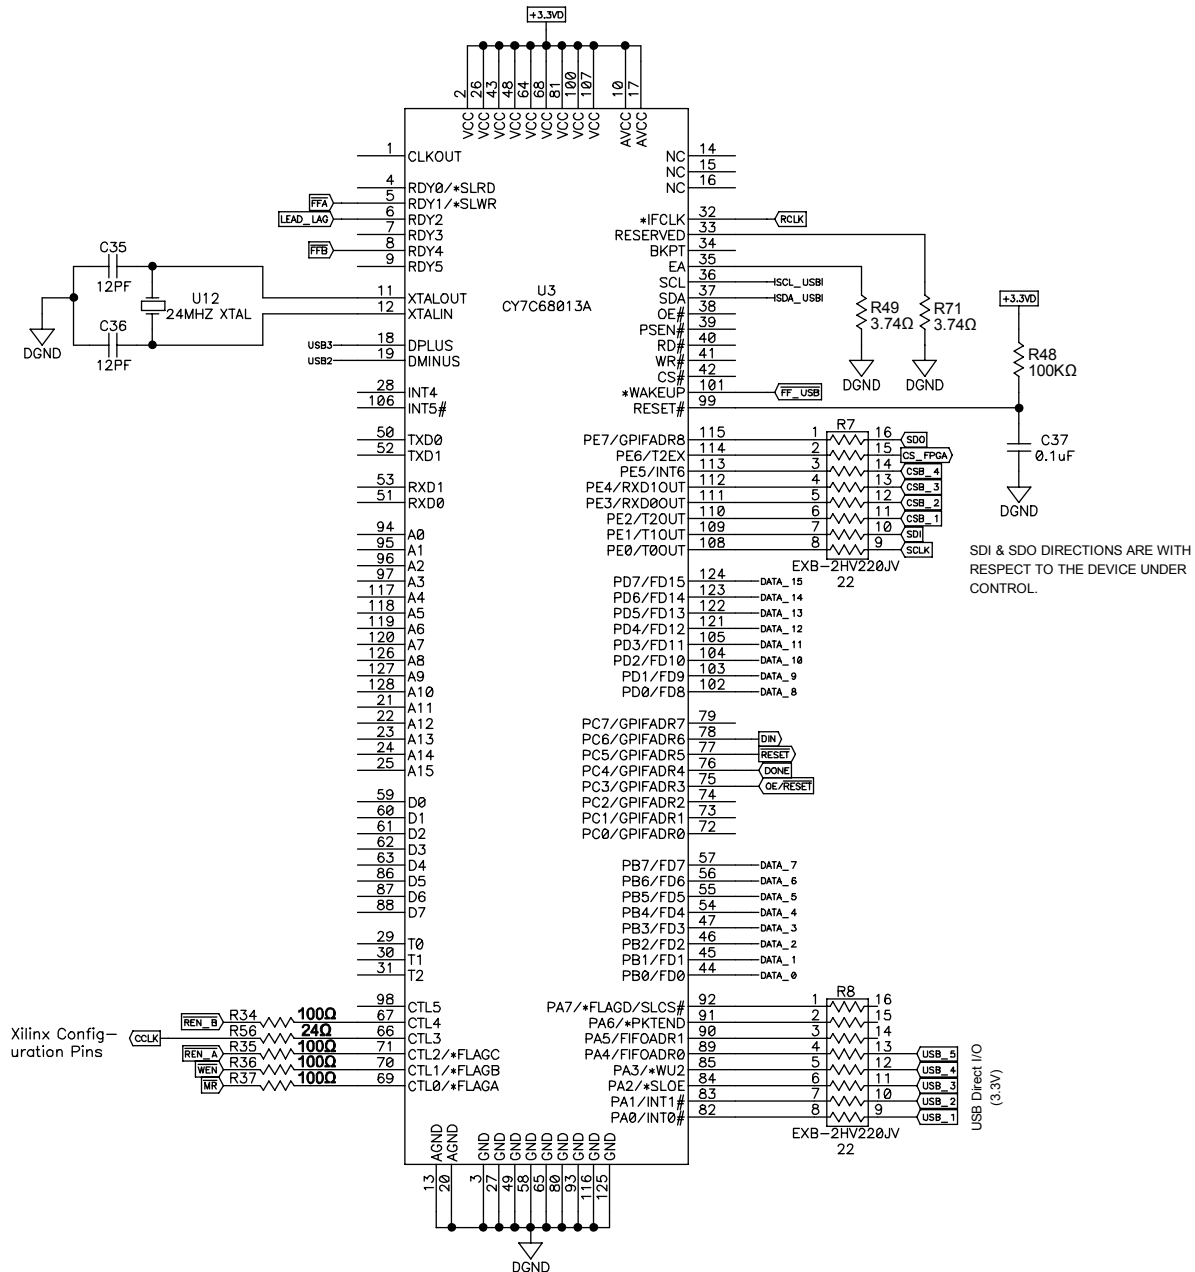 +3.3VD
2 26 43 48 64 68 81 100 107 10 17
VCC VCC VCC VCC VCC VCC VCC VCC VCC AVCC AVCC
U3
CY7C68013A
1 CLKOUT
4 RDY0/*SLRD
FFA 5 RDY1/*SLWR
LEAD_LAG 6 RDY2
7 RDY3
FFB 8 RDY4
9 RDY5
C35
12PF
U12
24MHZ XTAL
C36
12PF
DGND
11 XTALOUT
12 XTALIN
USB3 18 DPLUS
USB2 19 DMINUS
28 INT4
106 INT5#
50 TXD0
52 TXD1
53 RXD1
51 RXD0
94 A0
95 A1
96 A2
97 A3
117 A4
118 A5
119 A6
120 A7
126 A8
127 A9
128 A10
21 A11
22 A12
23 A13
24 A14
25 A15
59 D0
60 D1
61 D2
62 D3
63 D4
86 D5
87 D6
88 D7
29 T0
30 T1
31 T2
98 CTL5
REN_B R34 100Ω 67 CTL4
Xilinx Config-
uration Pins
CCLK R56 24Ω 66 CTL3
REN_A R35 100Ω 71 CTL2/*FLAGC
WEN R36 100Ω 70 CTL1/*FLAGB
MR R37 100Ω 69 CTL0/*FLAGA
NC 14
NC 15
NC 16
*IFCLK 32 RCLK
RESERVED 33
BKPT 34
EA 35
SCL 36 SCL_USB
SDA 37 SDA_USB
OE# 38
PSEN# 39
RD# 40
WR# 41
CS# 42
*WAKEUP 101 FF_USB
RESET# 99
R49
3.74Ω
DGND
R71
3.74Ω
DGND
+3.3VD
R48
100KΩ
C37
0.1uF
DGND
R7
PE7/GPIFADR8 115 1 16 SDO
PE6/T2EX 114 2 15 CS_FPGA
PE5/INT6 113 3 14 CSB_4
PE4/RXD1OUT 112 4 13 CSB_3
PE3/RXD0OUT 111 5 12 CSB_2
PE2/T2OUT 110 6 11 CSB_1
PE1/T1OUT 109 7 10 SDI
PE0/T0OUT 108 8 9 SCLK
EXB-2HV220JV
22
SDI & SDO DIRECTIONS ARE WITH
RESPECT TO THE DEVICE UNDER
CONTROL.
PD7/FD15 124 DATA_15
PD6/FD14 123 DATA_14
PD5/FD13 122 DATA_13
PD4/FD12 121 DATA_12
PD3/FD11 105 DATA_11
PD2/FD10 104 DATA_10
PD1/FD9 103 DATA_9
PD0/FD8 102 DATA_8
PC7/GPIFADR7 79
PC6/GPIFADR6 78 DIN
PC5/GPIFADR5 77 RESET
PC4/GPIFADR4 76 DONE
PC3/GPIFADR3 75 OE/RESET
PC2/GPIFADR2 74
PC1/GPIFADR1 73
PC0/GPIFADR0 72
PB7/FD7 57 DATA_7
PB6/FD6 56 DATA_6
PB5/FD5 55 DATA_5
PB4/FD4 54 DATA_4
PB3/FD3 47 DATA_3
PB2/FD2 46 DATA_2
PB1/FD1 45 DATA_1
PB0/FD0 44 DATA_0
R8
PA7/*FLAGD/SLCS# 92 1 16
PA6/*PKTEND 91 2 15
PA5/FIFOADR1 90 3 14
PA4/FIFOADR0 89 4 13 USB_5
PA3/*WU2 85 5 12 USB_4
PA2/*SLOE 84 6 11 USB_3
PA1/INT1# 83 7 10 USB_2
PA0/INT0# 82 8 9 USB_1
EXB-2HV220JV
22
USB Direct I/O
(3.3V)
AGND AGND GND GND GND GND GND GND GND GND GND
13 20 3 27 49 58 65 80 93 116 125
DGND